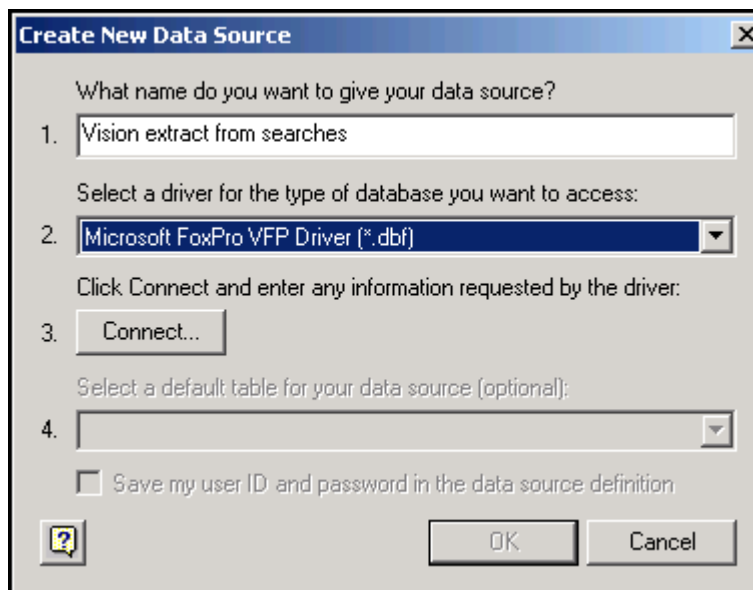 Create New Data Source
What name do you want to give your data source?
1. Vision extract from searches
Select a driver for the type of database you want to access:
2. Microsoft FoxPro VFP Driver (*.dbf)
Click Connect and enter any information requested by the driver:
3. Connect...
Select a default table for your data source (optional):
4.
Save my user ID and password in the data source definition
? OK Cancel